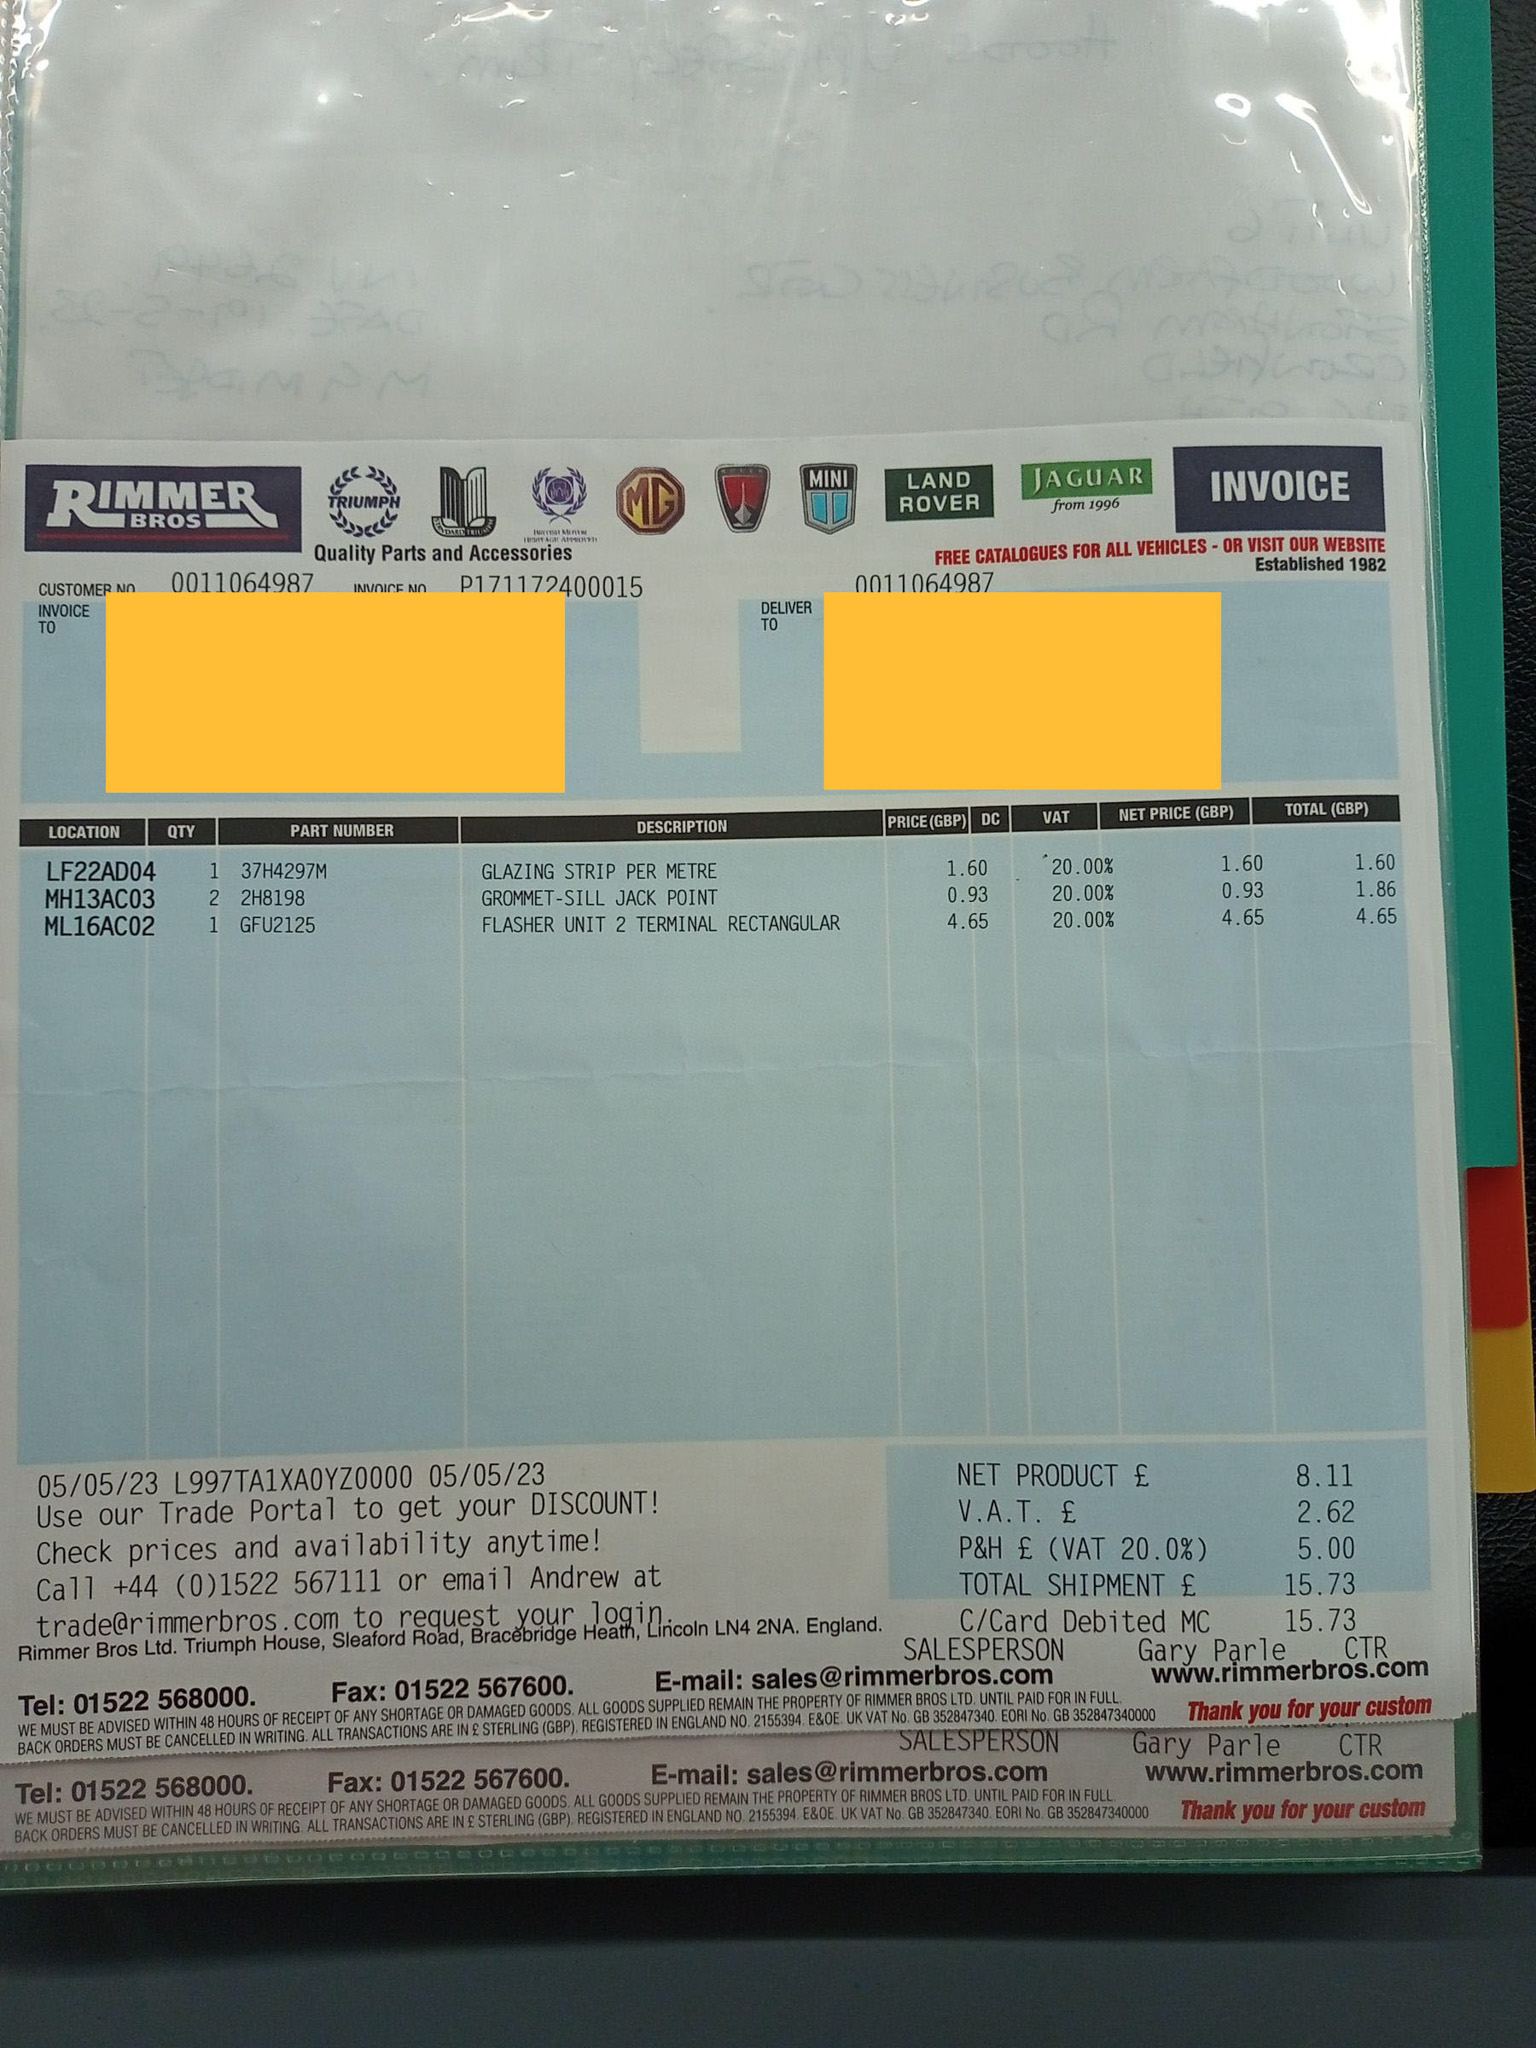 RIMMER
BROS
TRIUMPH
STANDARD TRIUMPH
BRITISH MOTOR
HERITAGE APPROVED
MG
ROVER
MINI
LAND
ROVER
JAGUAR
from 1996
INVOICE
Quality Parts and Accessories
FREE CATALOGUES FOR ALL VEHICLES - OR VISIT OUR WEBSITE
Established 1982
CUSTOMER NO 0011064987 INVOICE NO P171172400015 0011064987
INVOICE
TO
DELIVER
TO
LOCATION QTY PART NUMBER DESCRIPTION PRICE (GBP) DC VAT NET PRICE (GBP) TOTAL (GBP)
LF22AD04 1 37H4297M GLAZING STRIP PER METRE 1.60 20.00% 1.60 1.60
MH13AC03 2 2H8198 GROMMET-SILL JACK POINT 0.93 20.00% 0.93 1.86
ML16AC02 1 GFU2125 FLASHER UNIT 2 TERMINAL RECTANGULAR 4.65 20.00% 4.65 4.65
05/05/23 L997TA1XA0YZ0000 05/05/23
Use our Trade Portal to get your DISCOUNT!
Check prices and availability anytime!
Call +44 (0)1522 567111 or email Andrew at
trade@rimmerbros.com to request your login.
NET PRODUCT £ 8.11
V.A.T. £ 2.62
P&H £ (VAT 20.0%) 5.00
TOTAL SHIPMENT £ 15.73
C/Card Debited MC 15.73
Rimmer Bros Ltd. Triumph House, Sleaford Road, Bracebridge Heath, Lincoln LN4 2NA. England.
SALESPERSON Gary Parle CTR
Tel: 01522 568000. Fax: 01522 567600. E-mail: sales@rimmerbros.com www.rimmerbros.com
WE MUST BE ADVISED WITHIN 48 HOURS OF RECEIPT OF ANY SHORTAGE OR DAMAGED GOODS. ALL GOODS SUPPLIED REMAIN THE PROPERTY OF RIMMER BROS LTD. UNTIL PAID FOR IN FULL.
BACK ORDERS MUST BE CANCELLED IN WRITING. ALL TRANSACTIONS ARE IN £ STERLING (GBP). REGISTERED IN ENGLAND NO. 2155394. E&OE. UK VAT No. GB 352847340. EORI No. GB 352847340000
Thank you for your custom
SALESPERSON Gary Parle CTR
Tel: 01522 568000. Fax: 01522 567600. E-mail: sales@rimmerbros.com www.rimmerbros.com
WE MUST BE ADVISED WITHIN 48 HOURS OF RECEIPT OF ANY SHORTAGE OR DAMAGED GOODS. ALL GOODS SUPPLIED REMAIN THE PROPERTY OF RIMMER BROS LTD. UNTIL PAID FOR IN FULL.
BACK ORDERS MUST BE CANCELLED IN WRITING. ALL TRANSACTIONS ARE IN £ STERLING (GBP). REGISTERED IN ENGLAND NO. 2155394. E&OE. UK VAT No. GB 352847340. EORI No. GB 352847340000
Thank you for your custom